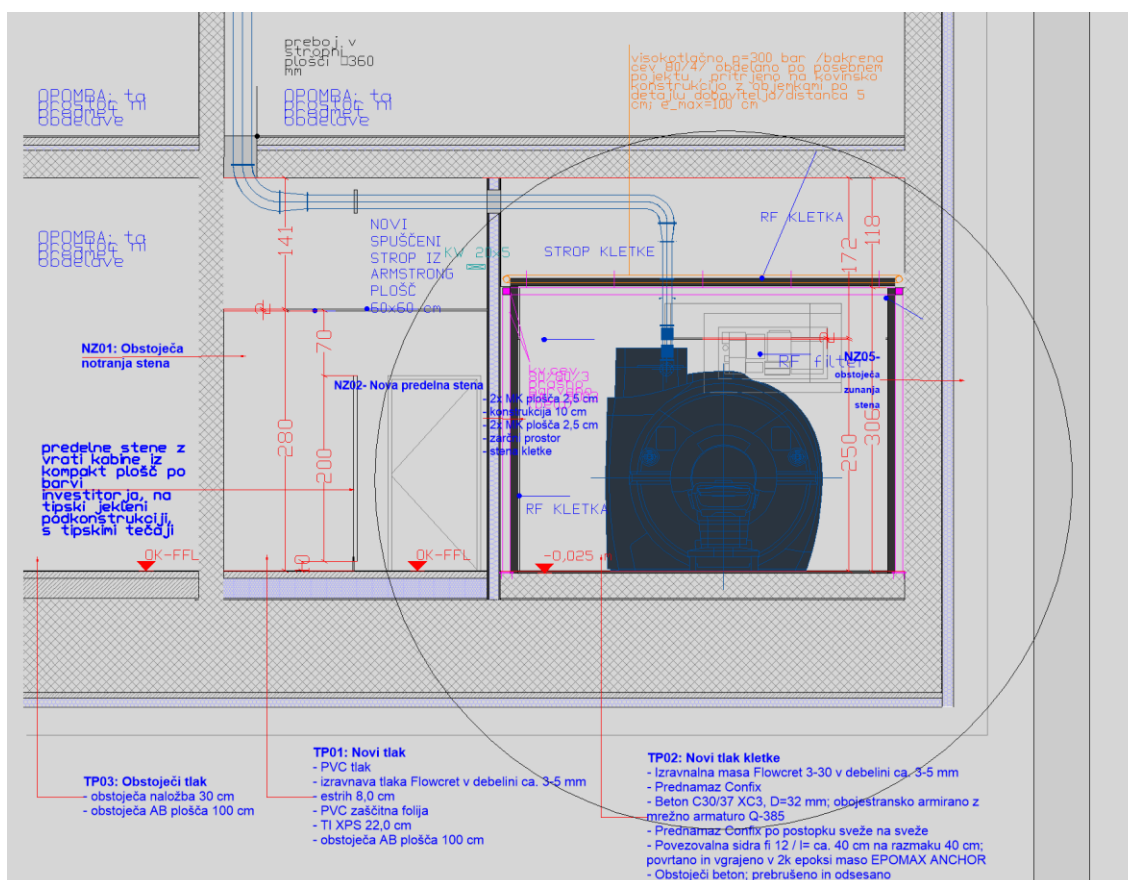 preboj v
stropni
plošči □360
mm
visokotlačno p=300 bar /bakrena
cev 80/4/ obdelano po posebnem
pojektu , pritrjeno na kovinsko
konstrukcijo z objemkami po
detajlu dobavitelja/distanca 5
cm; e_max=100 cm
OPOMBA: ta
prostor ni
predmet
obdelave
OPOMBA: ta
prostor ni
predmet
obdelave
OPOMBA: ta
prostor ni
predmet
obdelave
141
NOVI
SPUŠČENI
STROP IZ
ARMSTRONG
PLOŠČ
60x60 cm
STROP KLETKE
RF KLETKA
172
118
NZ01: Obstoječa
notranja stena
70
280
200
10
NZ02- Nova predelna stena
- 2x MK plošča 2,5 cm
- konstrukcija 10 cm
- 2x MK plošča 2,5 cm
- zarčni prostor
- stena kletke
RF filter
NZ05-
obstoječa
zunanja
stena
250
306
predelne stene z
vrati kabine iz
kompakt plošč po
barvi
investitorja, na
tipski jekleni
podkonstrukciji,
s tipskimi tečaji
RF KLETKA
OK-FFL
OK-FFL
-0,025
TP03: Obstoječi tlak
- obstoječa naložba 30 cm
- obstoječa AB plošča 100 cm
TP01: Novi tlak
- PVC tlak
- izravnava tlaka Flowcret v debelini ca. 3-5 mm
- estrih 8,0 cm
- PVC zaščitna folija
- TI XPS 22,0 cm
- obstoječa AB plošča 100 cm
TP02: Novi tlak kletke
- Izravnalna masa Flowcret 3-30 v debelini ca. 3-5 mm
- Prednamaz Confix
- Beton C30/37 XC3, D=32 mm; obojestransko armirano z
mrežno armaturo Q-385
- Prednamaz Confix po postopku sveže na sveže
- Povezovalna sidra fi 12 / l= ca. 40 cm na razmaku 40 cm;
povrtano in vgrajeno v 2k epoksi maso EPOMAX ANCHOR
- Obstoječi beton; prebrušeno in odsesano